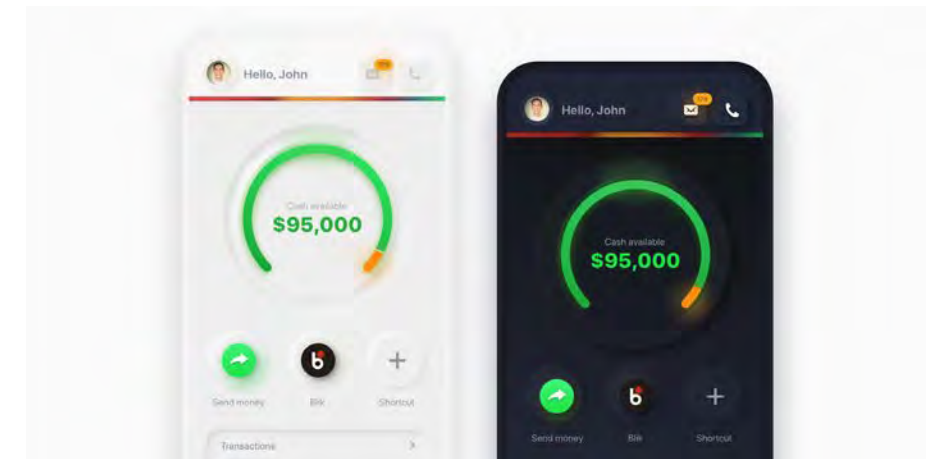 Hello, John
Cash available
$95,000
Send money
Blik
Shortcut
Transactions
Hello, John
Cash available
$95,000
Send money
Blik
Shortcut